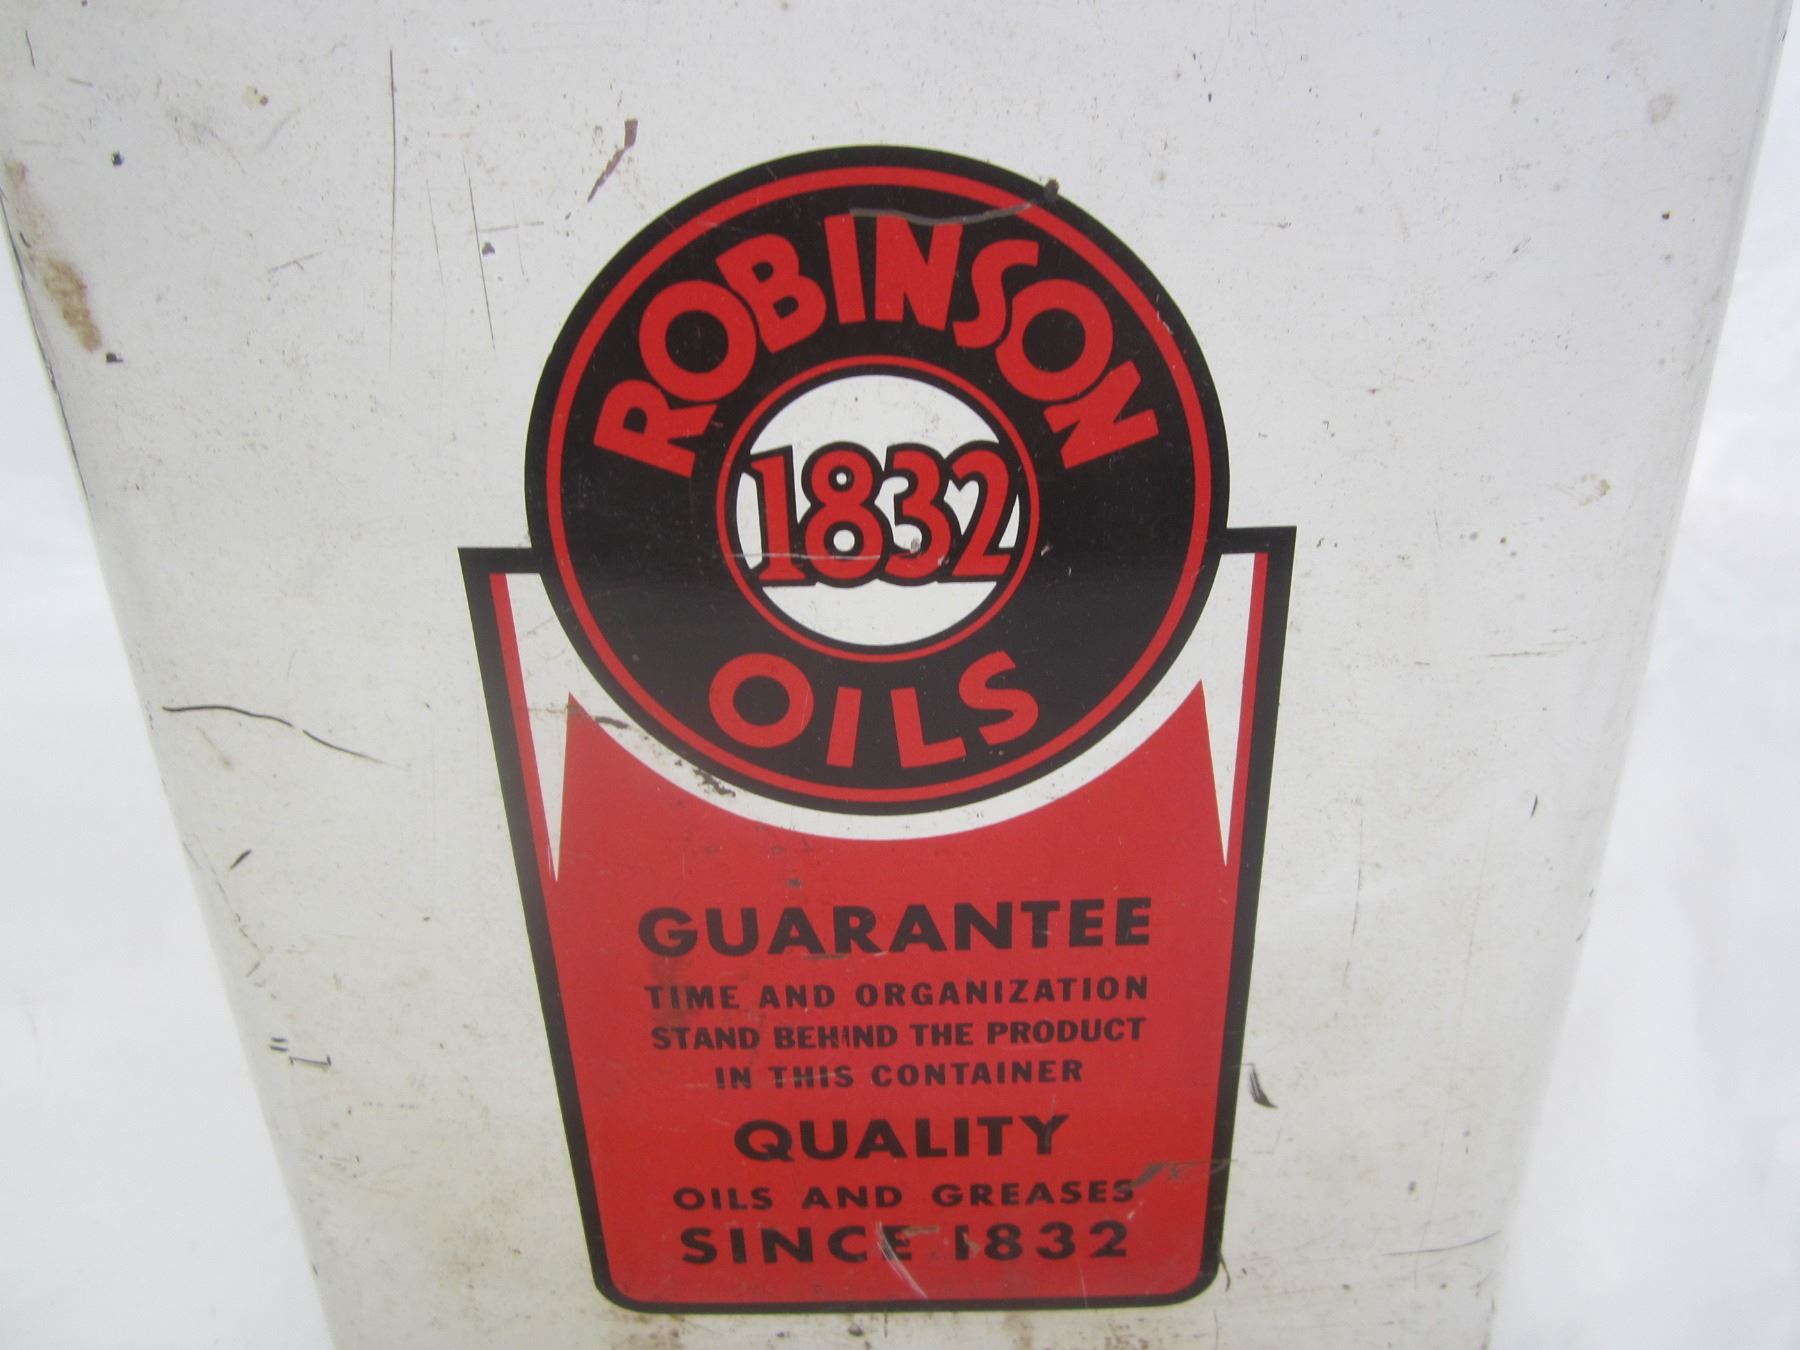 ROBINSON
1832
OILS
GUARANTEE
TIME AND ORGANIZATION
STAND BEHIND THE PRODUCT
IN THIS CONTAINER
QUALITY
OILS AND GREASES
SINCE 1832